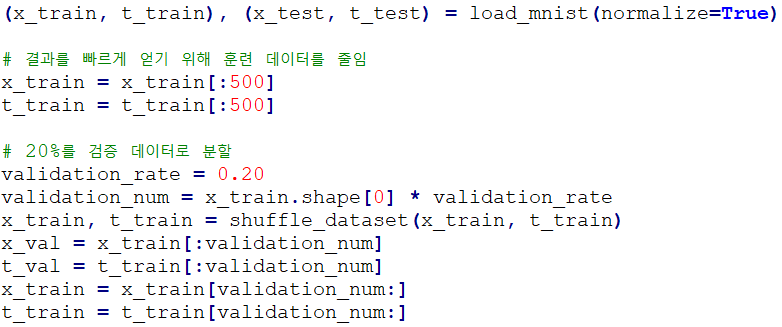 (x_train, t_train), (x_test, t_test) = load_mnist(normalize=True)
# 결과를 빠르게 얻기 위해 훈련 데이터를 줄임
x_train = x_train[:500]
t_train = t_train[:500]
# 20%를 검증 데이터로 분할
validation_rate = 0.20
validation_num = x_train.shape[0] * validation_rate
x_train, t_train = shuffle_dataset(x_train, t_train)
x_val = x_train[:validation_num]
t_val = t_train[:validation_num]
x_train = x_train[validation_num:]
t_train = t_train[validation_num:]